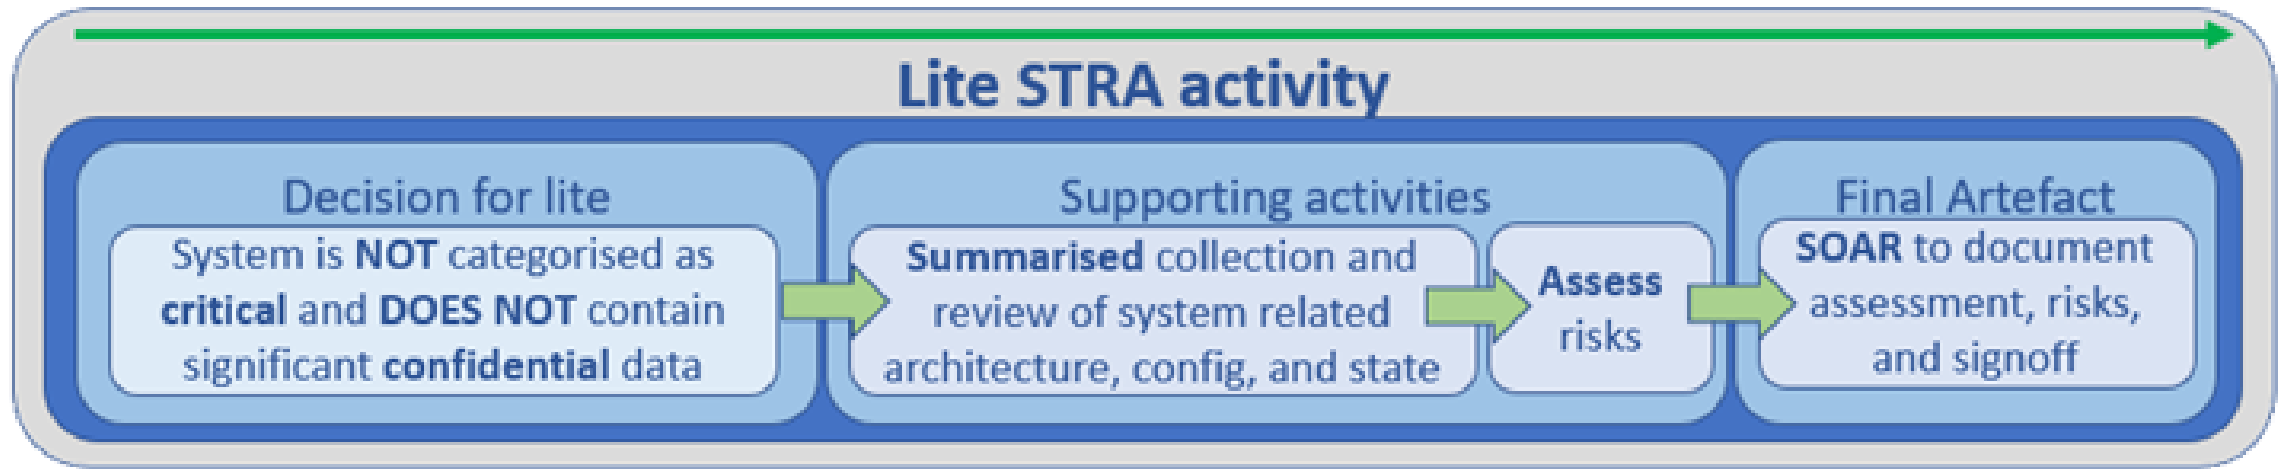 Lite STRA activity
Decision for lite
System is NOT categorised as
critical and DOES NOT contain
significant confidential data
Supporting activities
Summarised collection and
review of system related
architecture, config, and state
Assess
risks
Final Artefact
SOAR to document
assessment, risks,
and signoff